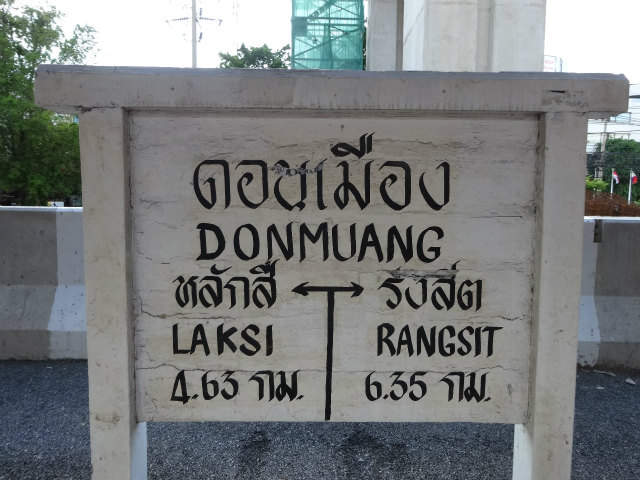 ดอนเมือง
DONMUANG
หลักสี่ รังสิต
LAKSI RANGSIT
4.63 กม. 6.35 กม.